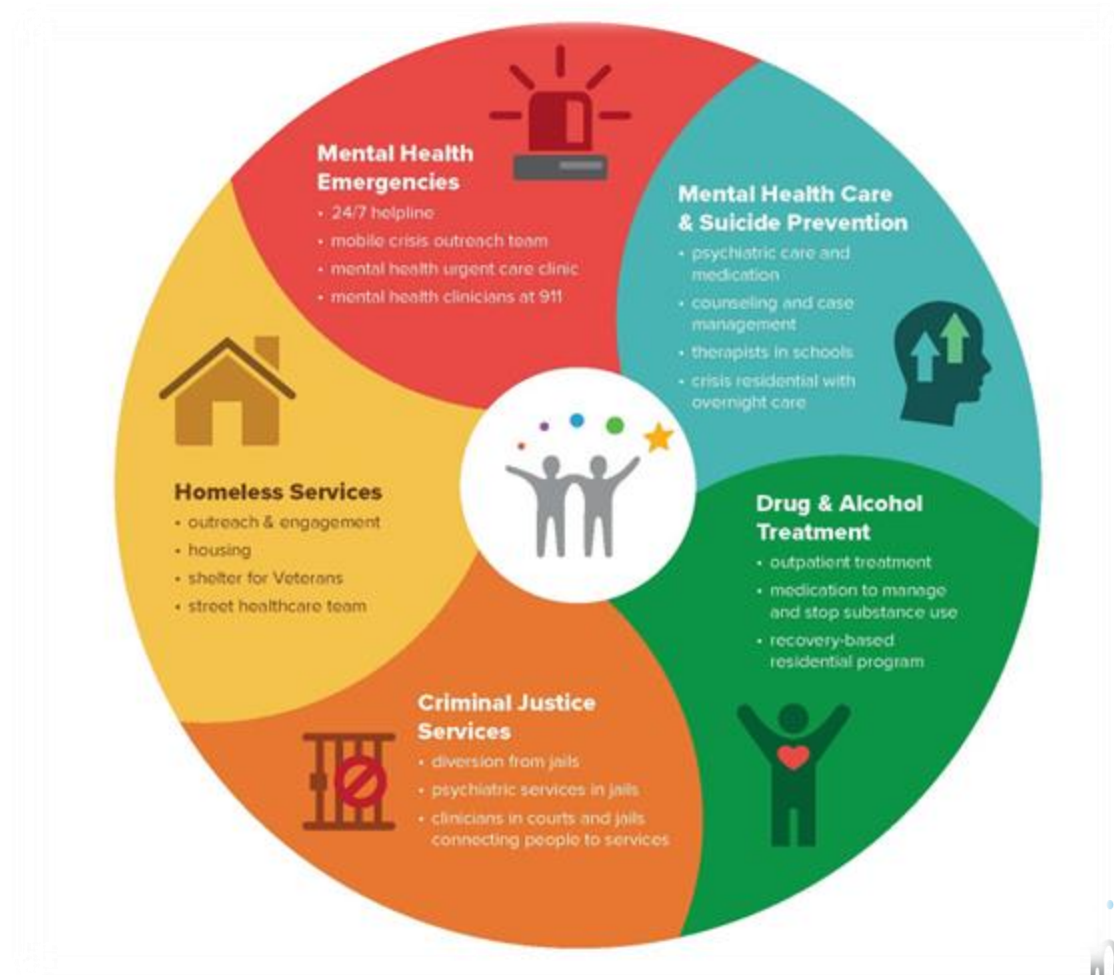 Mental Health
Emergencies
• 24/7 helpline
• mobile crisis outreach team
• mental health urgent care clinic
• mental health clinicians at 911
Mental Health Care
& Suicide Prevention
• psychiatric care and
medication
• counseling and case
management
• therapists in schools
• crisis residential with
overnight care
Drug & Alcohol
Treatment
• outpatient treatment
• medication to manage
and stop substance use
• recovery-based
residential program
Criminal Justice
Services
• diversion from jails
• psychiatric services in jails
• clinicians in courts and jails
connecting people to services
Homeless Services
• outreach & engagement
• housing
• shelter for Veterans
• street healthcare team